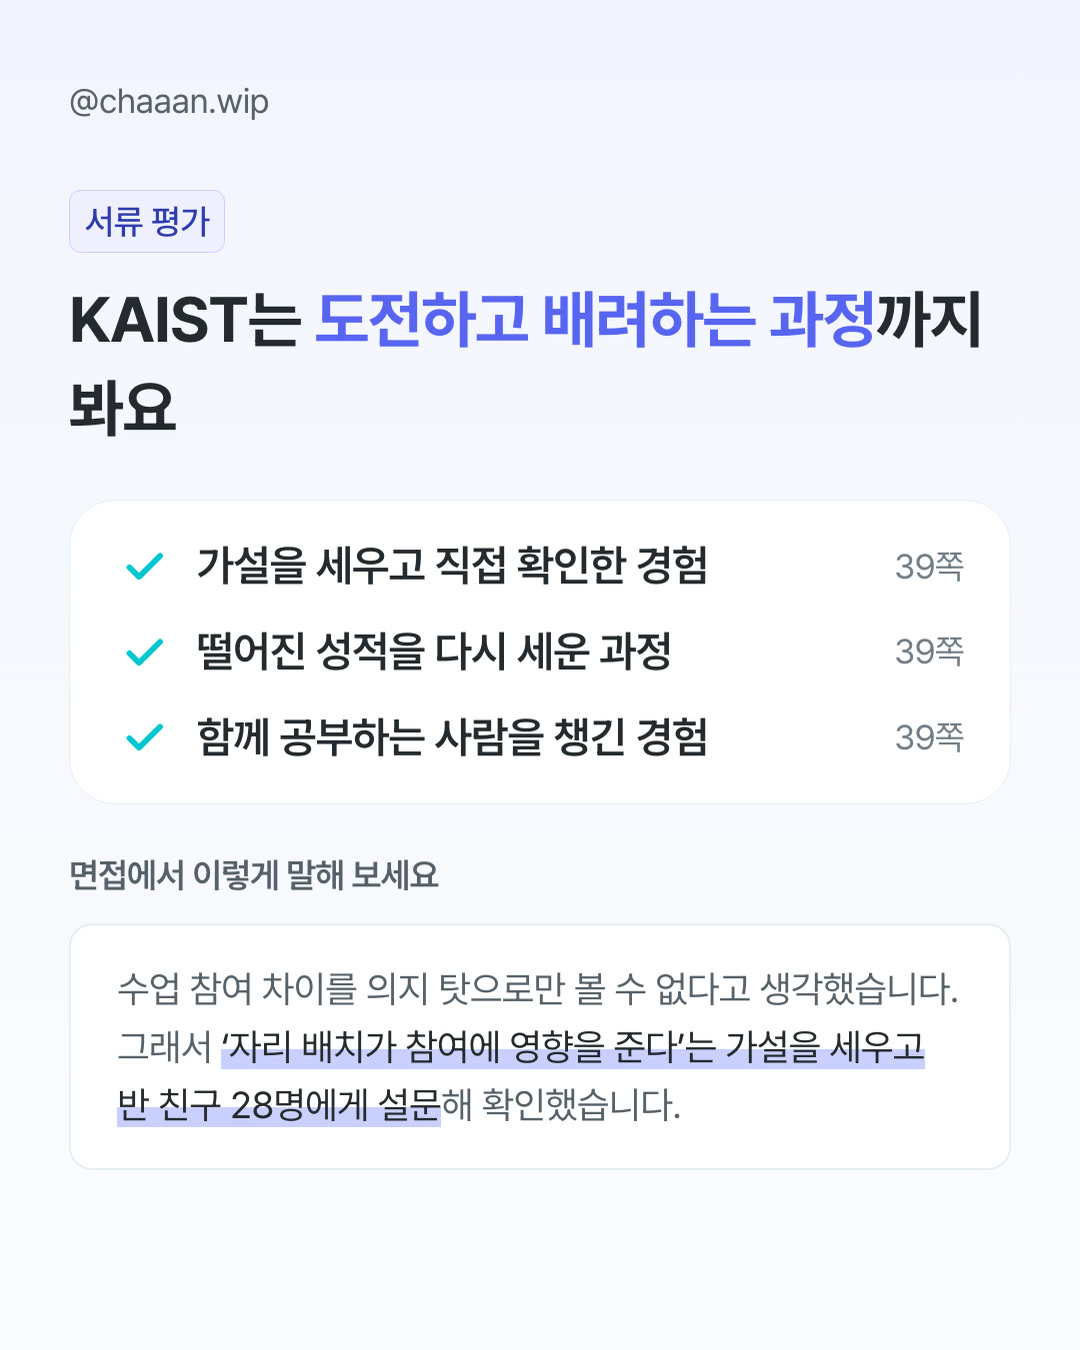 @chaaan.wip
서류 평가
KAIST는 도전하고 배려하는 과정까지
봐요
가설을 세우고 직접 확인한 경험 39쪽
떨어진 성적을 다시 세운 과정 39쪽
함께 공부하는 사람을 챙긴 경험 39쪽
면접에서 이렇게 말해 보세요
수업 참여 차이를 의지 탓으로만 볼 수 없다고 생각했습니다.
그래서 ‘자리 배치가 참여에 영향을 준다’는 가설을 세우고
반 친구 28명에게 설문해 확인했습니다.